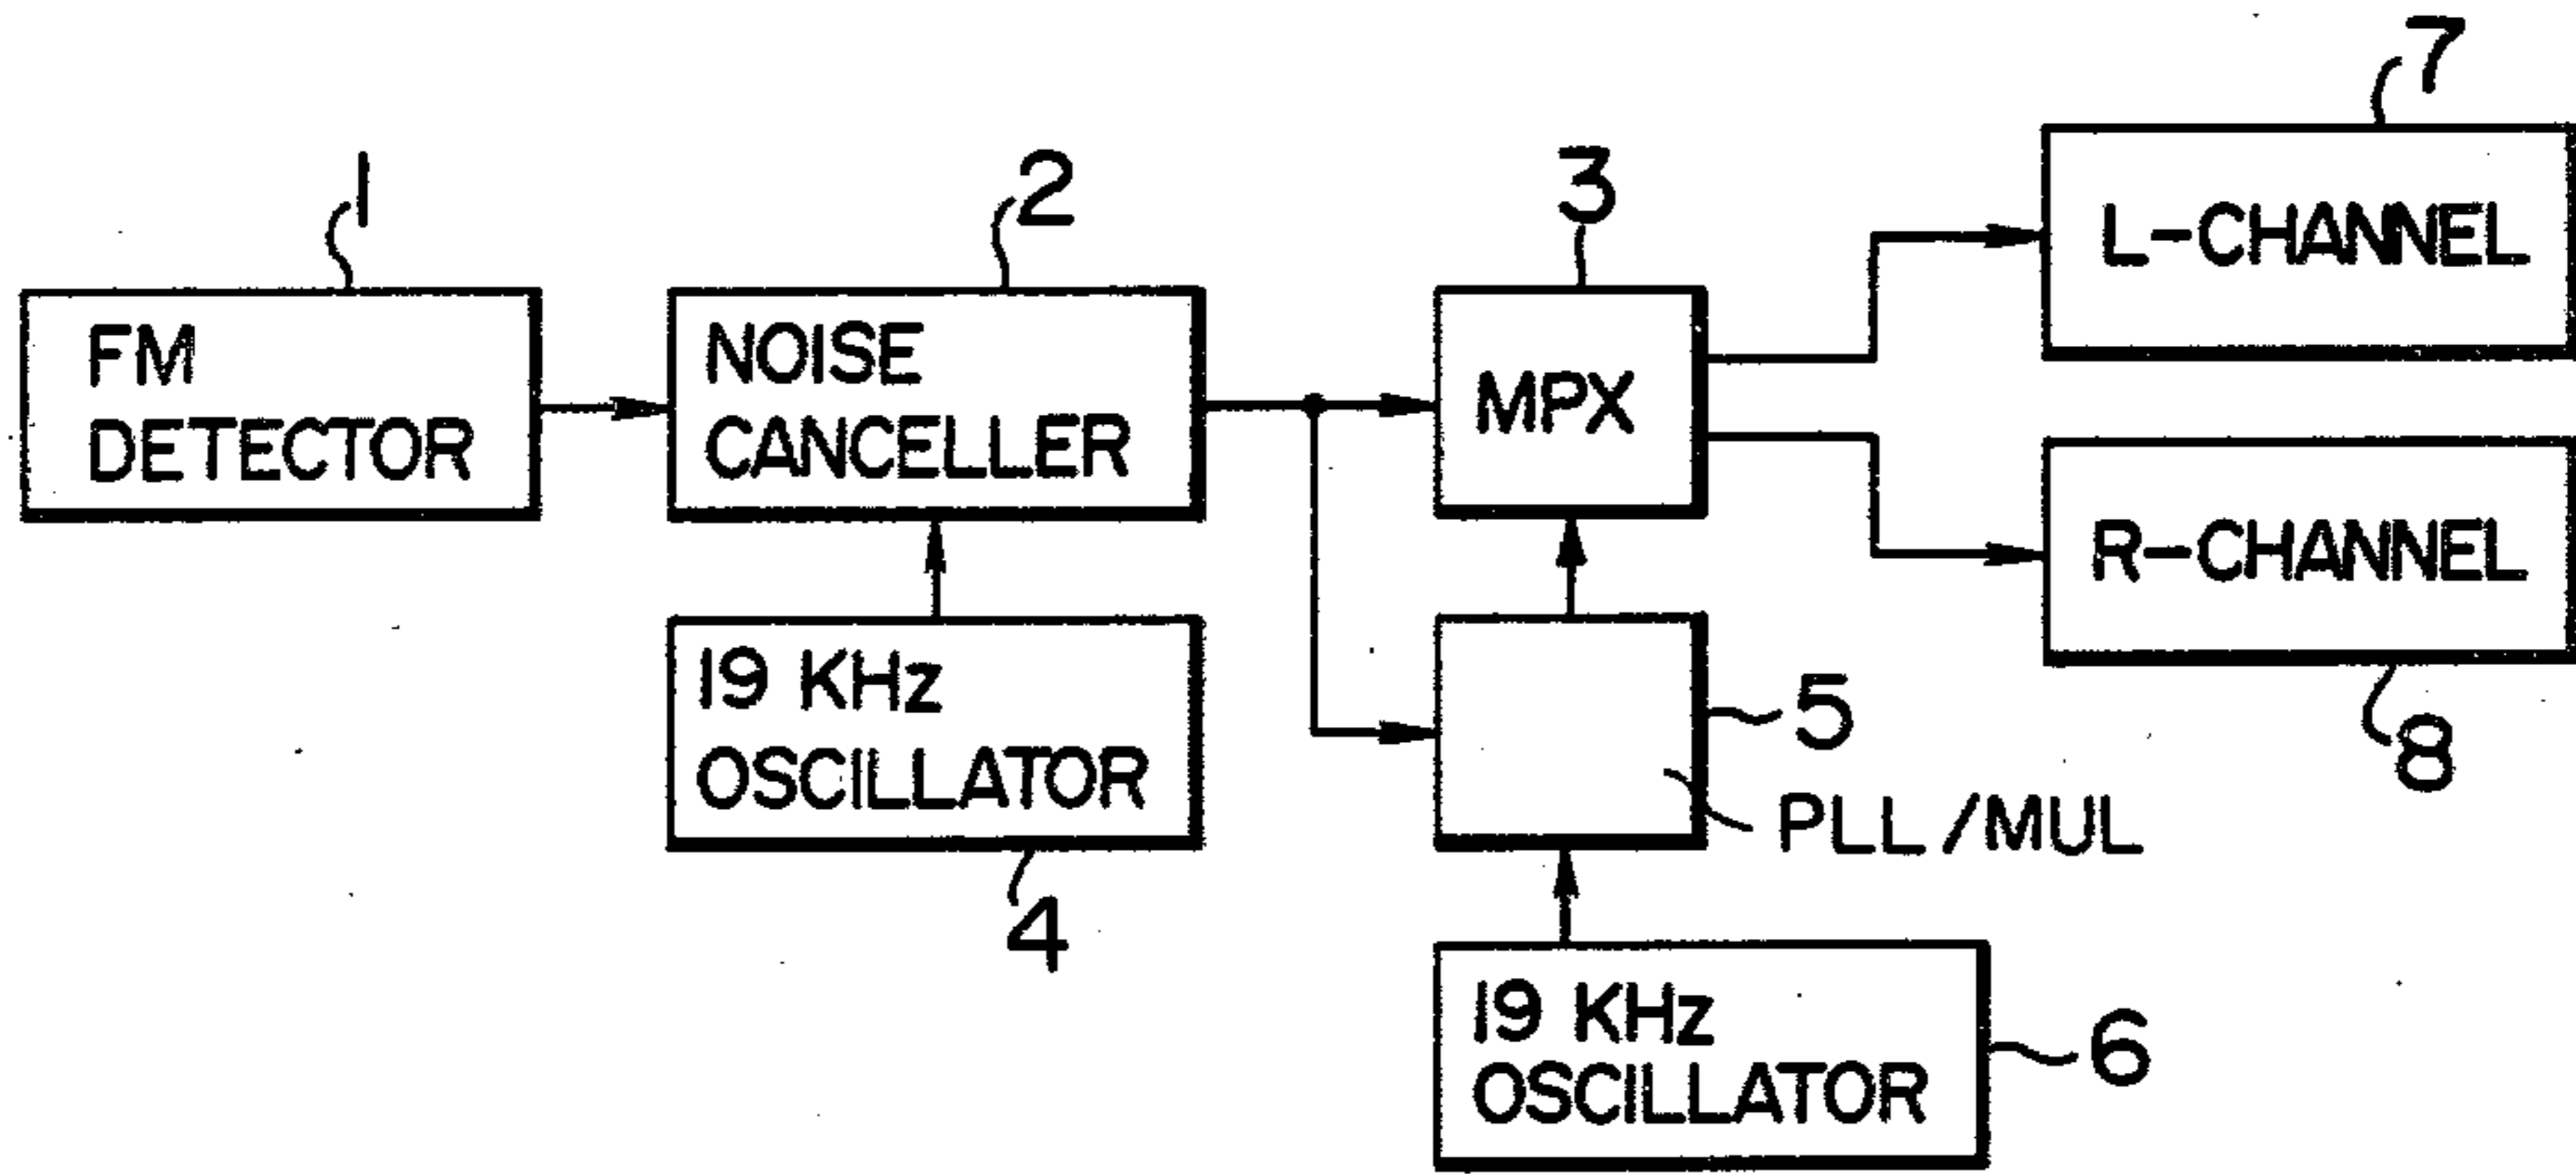 1
FM
DETECTOR
2
NOISE
CANCELLER
3
MPX
7
L-CHANNEL
R-CHANNEL
8
19 KHz
OSCILLATOR
4
5
PLL/MUL
19 KHz
OSCILLATOR
6